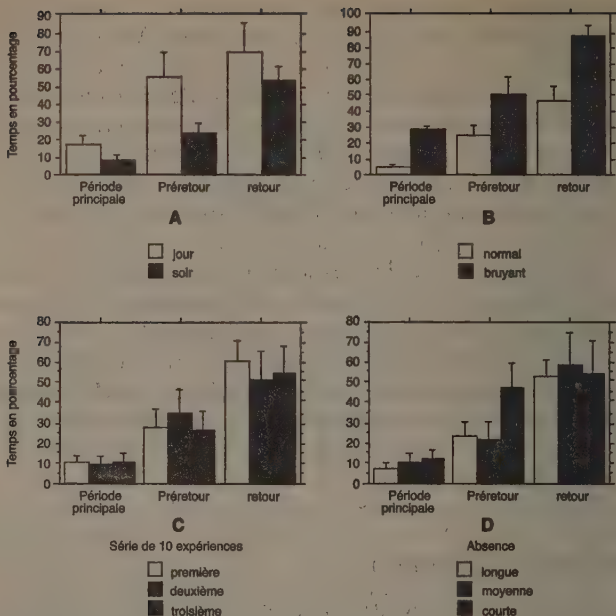 Temps en pourcentage
90
80
70
60
50
40
30
20
10
0
Période principale
Préretour
retour
A
jour
soir
100
90
80
70
60
50
40
30
20
10
0
Période principale
Préretour
retour
B
normal
bruyant
Temps en pourcentage
80
70
60
50
40
30
20
10
0
Période principale
Préretour
retour
C
Série de 10 expériences
première
deuxième
troisième
80
70
60
50
40
30
20
10
0
Période principale
Préretour
retour
D
Absence
longue
moyenne
courte